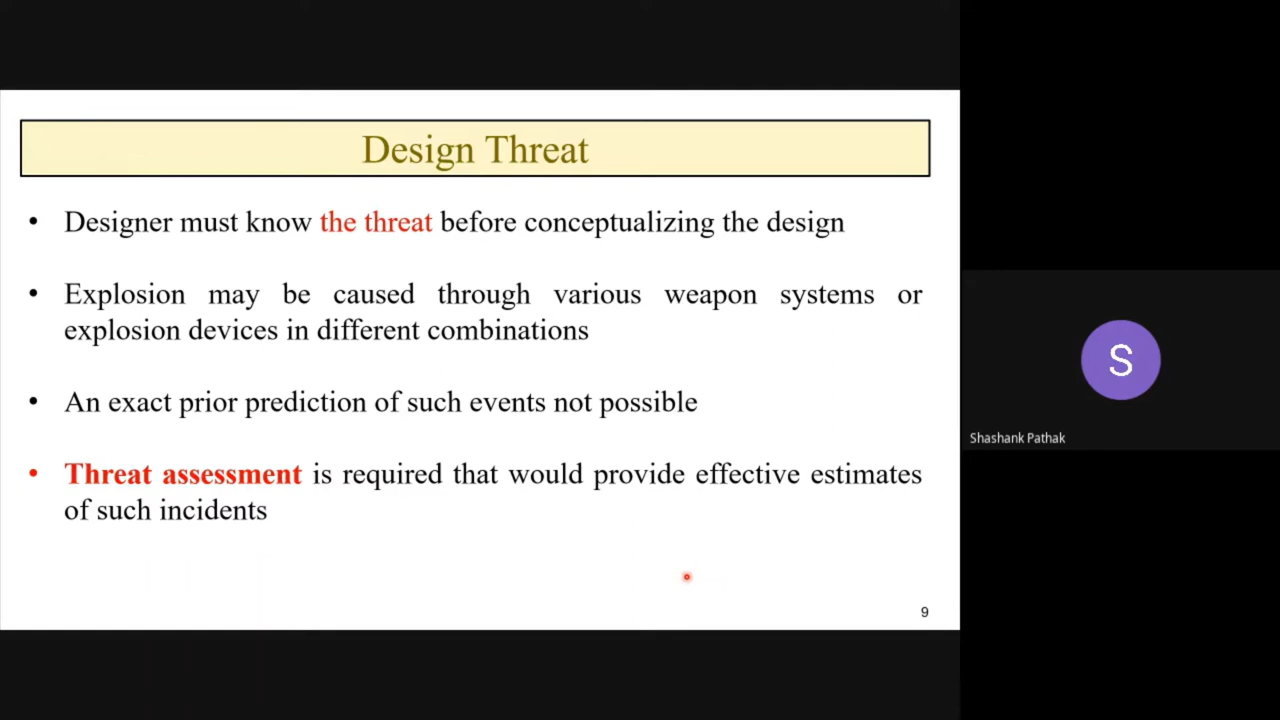 Design Threat
• Designer must know the threat before conceptualizing the design
• Explosion may be caused through various weapon systems or
explosion devices in different combinations
• An exact prior prediction of such events not possible
• Threat assessment is required that would provide effective estimates
of such incidents
9
S
Shashank Pathak